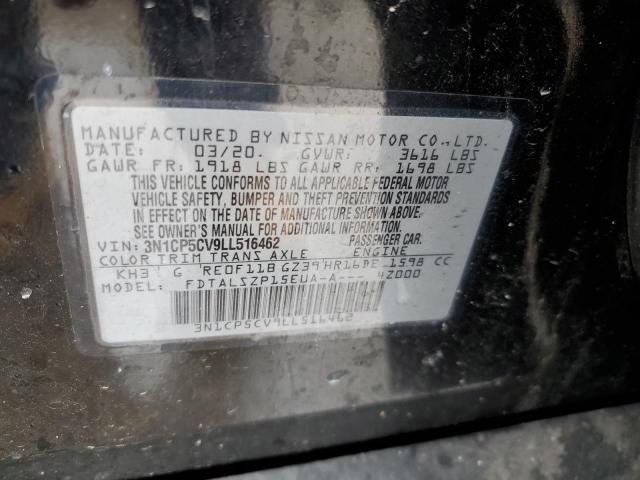 MANUFACTURED BY NISSAN MOTOR CO., LTD.
DATE: 03/20. GVWR: 3616 LBS
GAWR FR: 1918 LBS GAWR RR: 1698 LBS
THIS VEHICLE CONFORMS TO ALL APPLICABLE FEDERAL MOTOR
VEHICLE SAFETY, BUMPER AND THEFT PREVENTION STANDARDS
IN EFFECT ON THE DATE OF MANUFACTURE SHOWN ABOVE.
SEE OWNER'S MANUAL FOR ADDITIONAL INFORMATION.
VIN: 3N1CP5CV9LL516462 PASSENGER CAR.
COLOR TRIM TRANS AXLE ENGINE
KH3 G RE0F11B GZ39 HR16DE 1598 CC
MODEL: FDTALSZP15EUA-A--- 4Z000
3N1CP5CV9LL516462